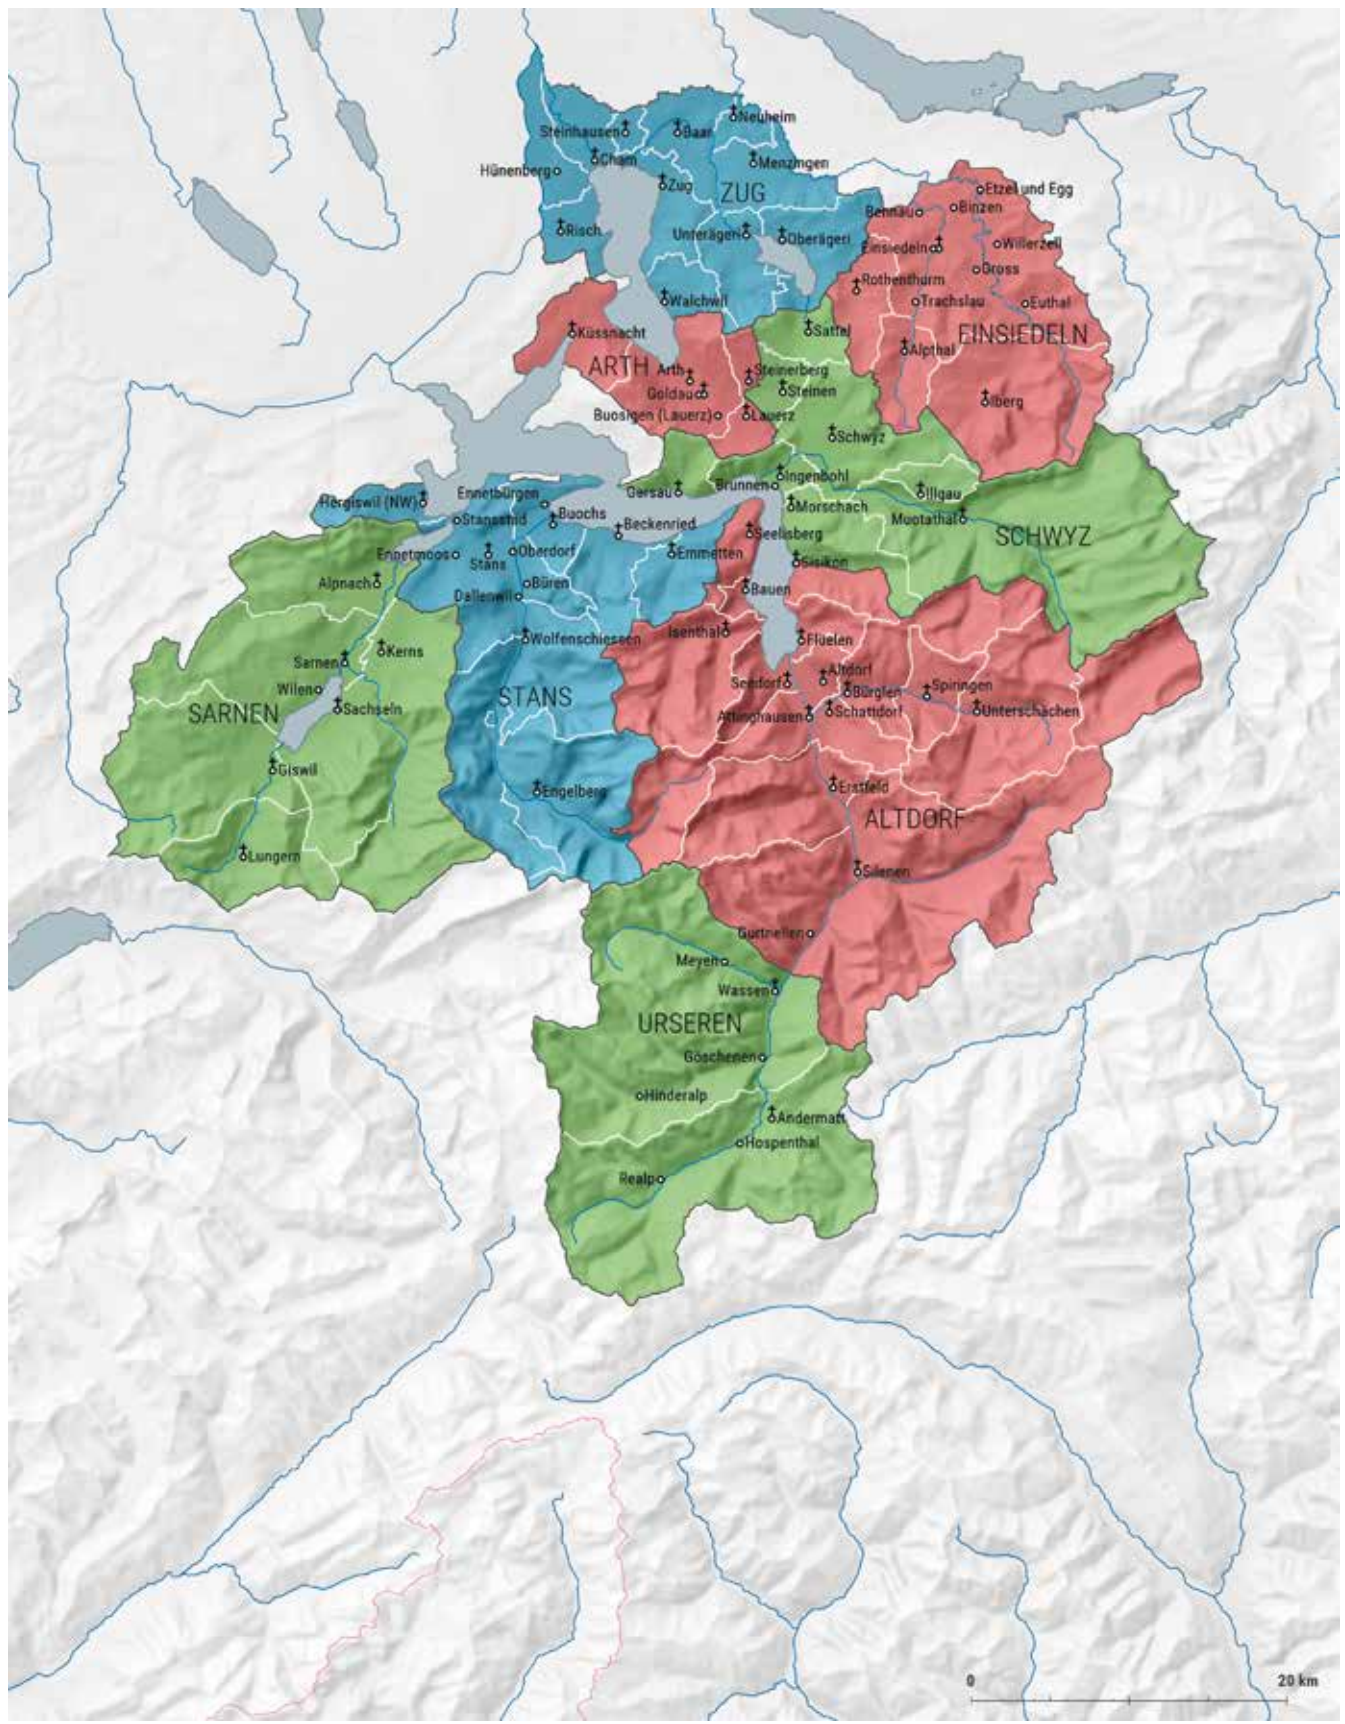 Neuheim
Steinhausen
Baar
Cham
Menzingen
Hünenberg
Zug
ZUG
Etzel und Egg
Binzen
Bennau
Risch
Unterägeri
Oberägeri
Einsiedeln
Willerzell
Gross
Rothenthurm
Walchwil
Trachslau
Euthal
Küssnacht
Sattel
EINSIEDELN
Alpthal
ARTH
Arth
Steinerberg
Goldau
Steinen
Iberg
Buosigen (Lauerz)
Lauerz
Schwyz
Ingenbohl
Brunnen
Gersau
Illgau
Hergiswil (NW)
Ennetbürgen
Morschach
Buochs
Stansstad
Muotathal
Beckenried
Seelisberg
SCHWYZ
Ennetmoos
Stans
Oberdorf
Emmetten
Sisikon
Alpnach
Büren
Bauen
Dallenwil
Isenthal
Wolfenschiessen
Flüelen
Kerns
Sarnen
Altdorf
Seedorf
Wilen
Bürglen
Spiringen
STANS
Sachseln
SARNEN
Attinghausen
Schattdorf
Unterschächen
Giswil
Engelberg
Erstfeld
ALTDORF
Lungern
Silenen
Gurtnellen
Meyen
Wassen
URSEREN
Göschenen
Hinderalp
Andermatt
Hospenthal
Realp
0 20 km